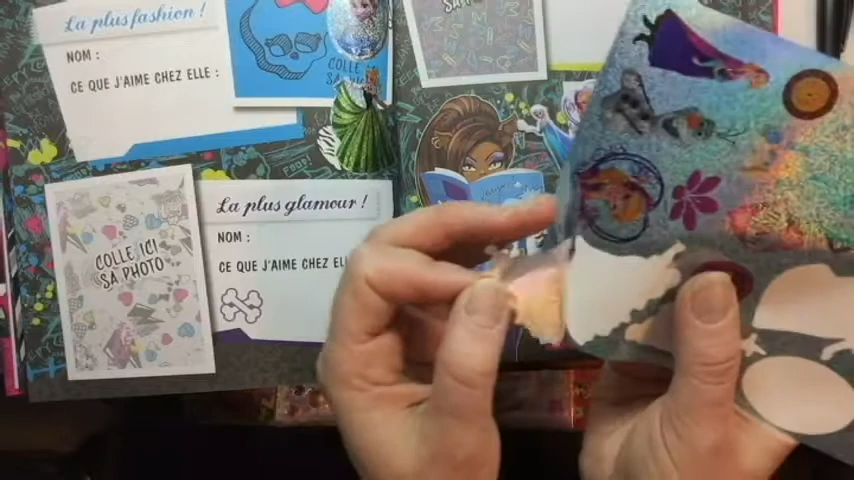 La plus fashion !
NOM :
CE QUE J'AIME CHEZ ELLE :
COLLE
SA
COLLE ICI
SA PHOTO
La plus glamour !
NOM :
CE QUE J'AIME CHEZ EL